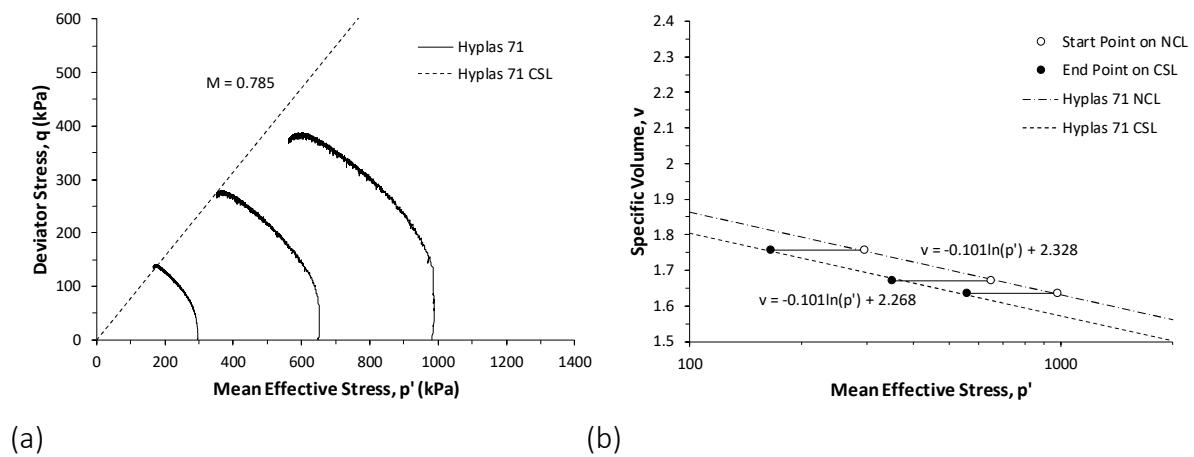 600
500
400
300
200
100
0
Deviator Stress, q (kPa)
M = 0.785
Hyplas 71
Hyplas 71 CSL
0 200 400 600 800 1000 1200 1400
Mean Effective Stress, p' (kPa)
(a)
2.4
2.3
2.2
2.1
2
1.9
1.8
1.7
1.6
1.5
Specific Volume, v
Start Point on NCL
End Point on CSL
Hyplas 71 NCL
Hyplas 71 CSL
v = -0.101ln(p') + 2.328
v = -0.101ln(p') + 2.268
100 1000
Mean Effective Stress, p'
(b)